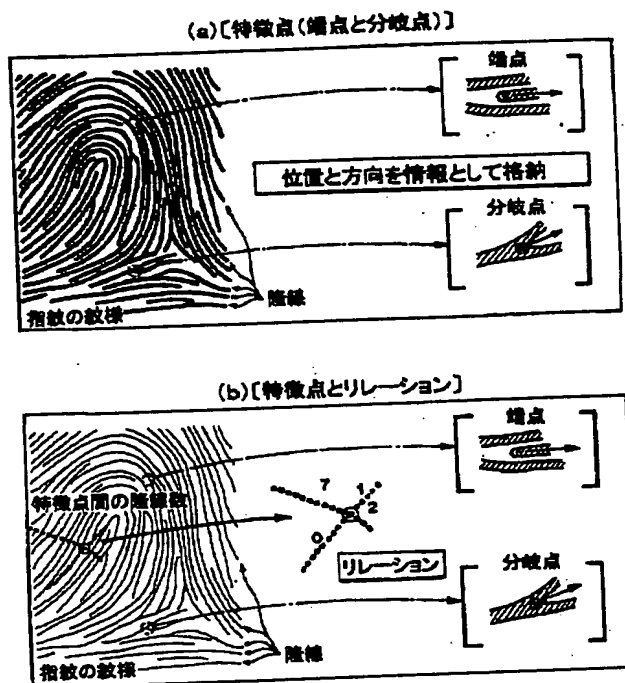 (a)[特徴点(端点と分岐点)]
端点
位置と方向を情報として格納
分岐点
隆線
指紋の紋様
(b)[特徴点とリレーション]
端点
特徴点間の隆線数
7
1
2
0
リレーション
分岐点
隆線
指紋の紋様